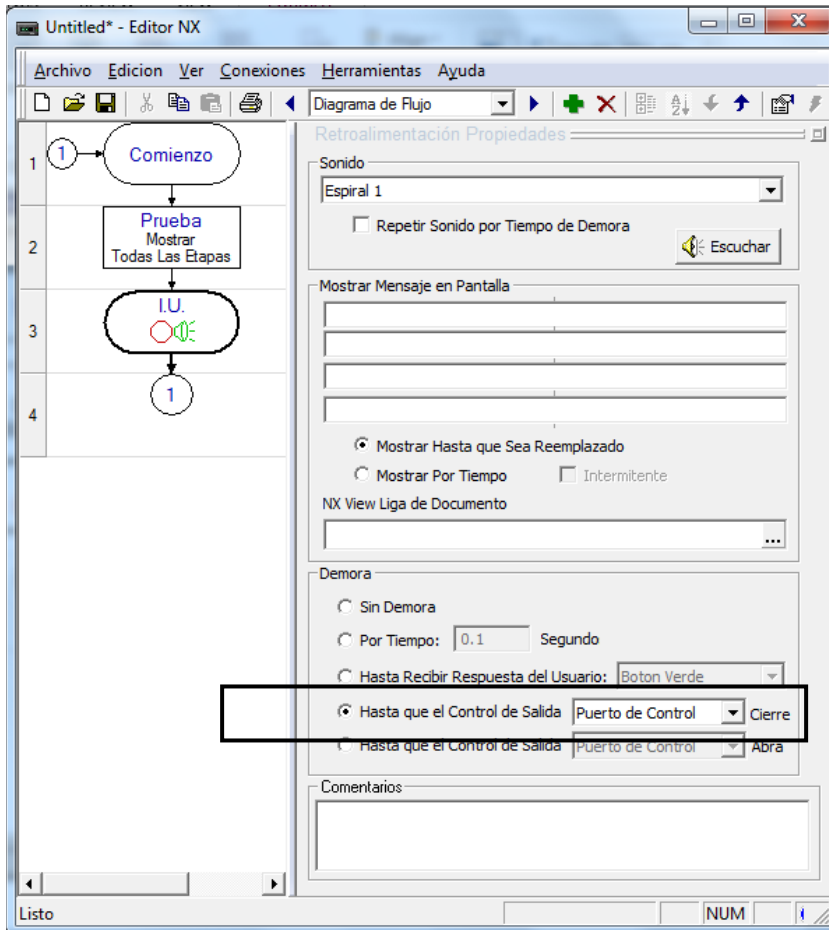 Untitled* - Editor NX
Archivo Edicion Ver Conexiones Herramientas Ayuda
Diagrama de Flujo
1
1
Comienzo
2
Prueba
Mostrar
Todas Las Etapas
3
I.U.
4
1
Retroalimentación Propiedades
Sonido
Espiral 1
Repetir Sonido por Tiempo de Demora
Escuchar
Mostrar Mensaje en Pantalla
Mostrar Hasta que Sea Reemplazado
Mostrar Por Tiempo Intermitente
NX View Liga de Documento
...
Demora
Sin Demora
Por Tiempo: 0.1 Segundo
Hasta Recibir Respuesta del Usuario: Boton Verde
Hasta que el Control de Salida Puerto de Control Cierre
Hasta que el Control de Salida Puerto de Control Abra
Comentarios
Listo
NUM